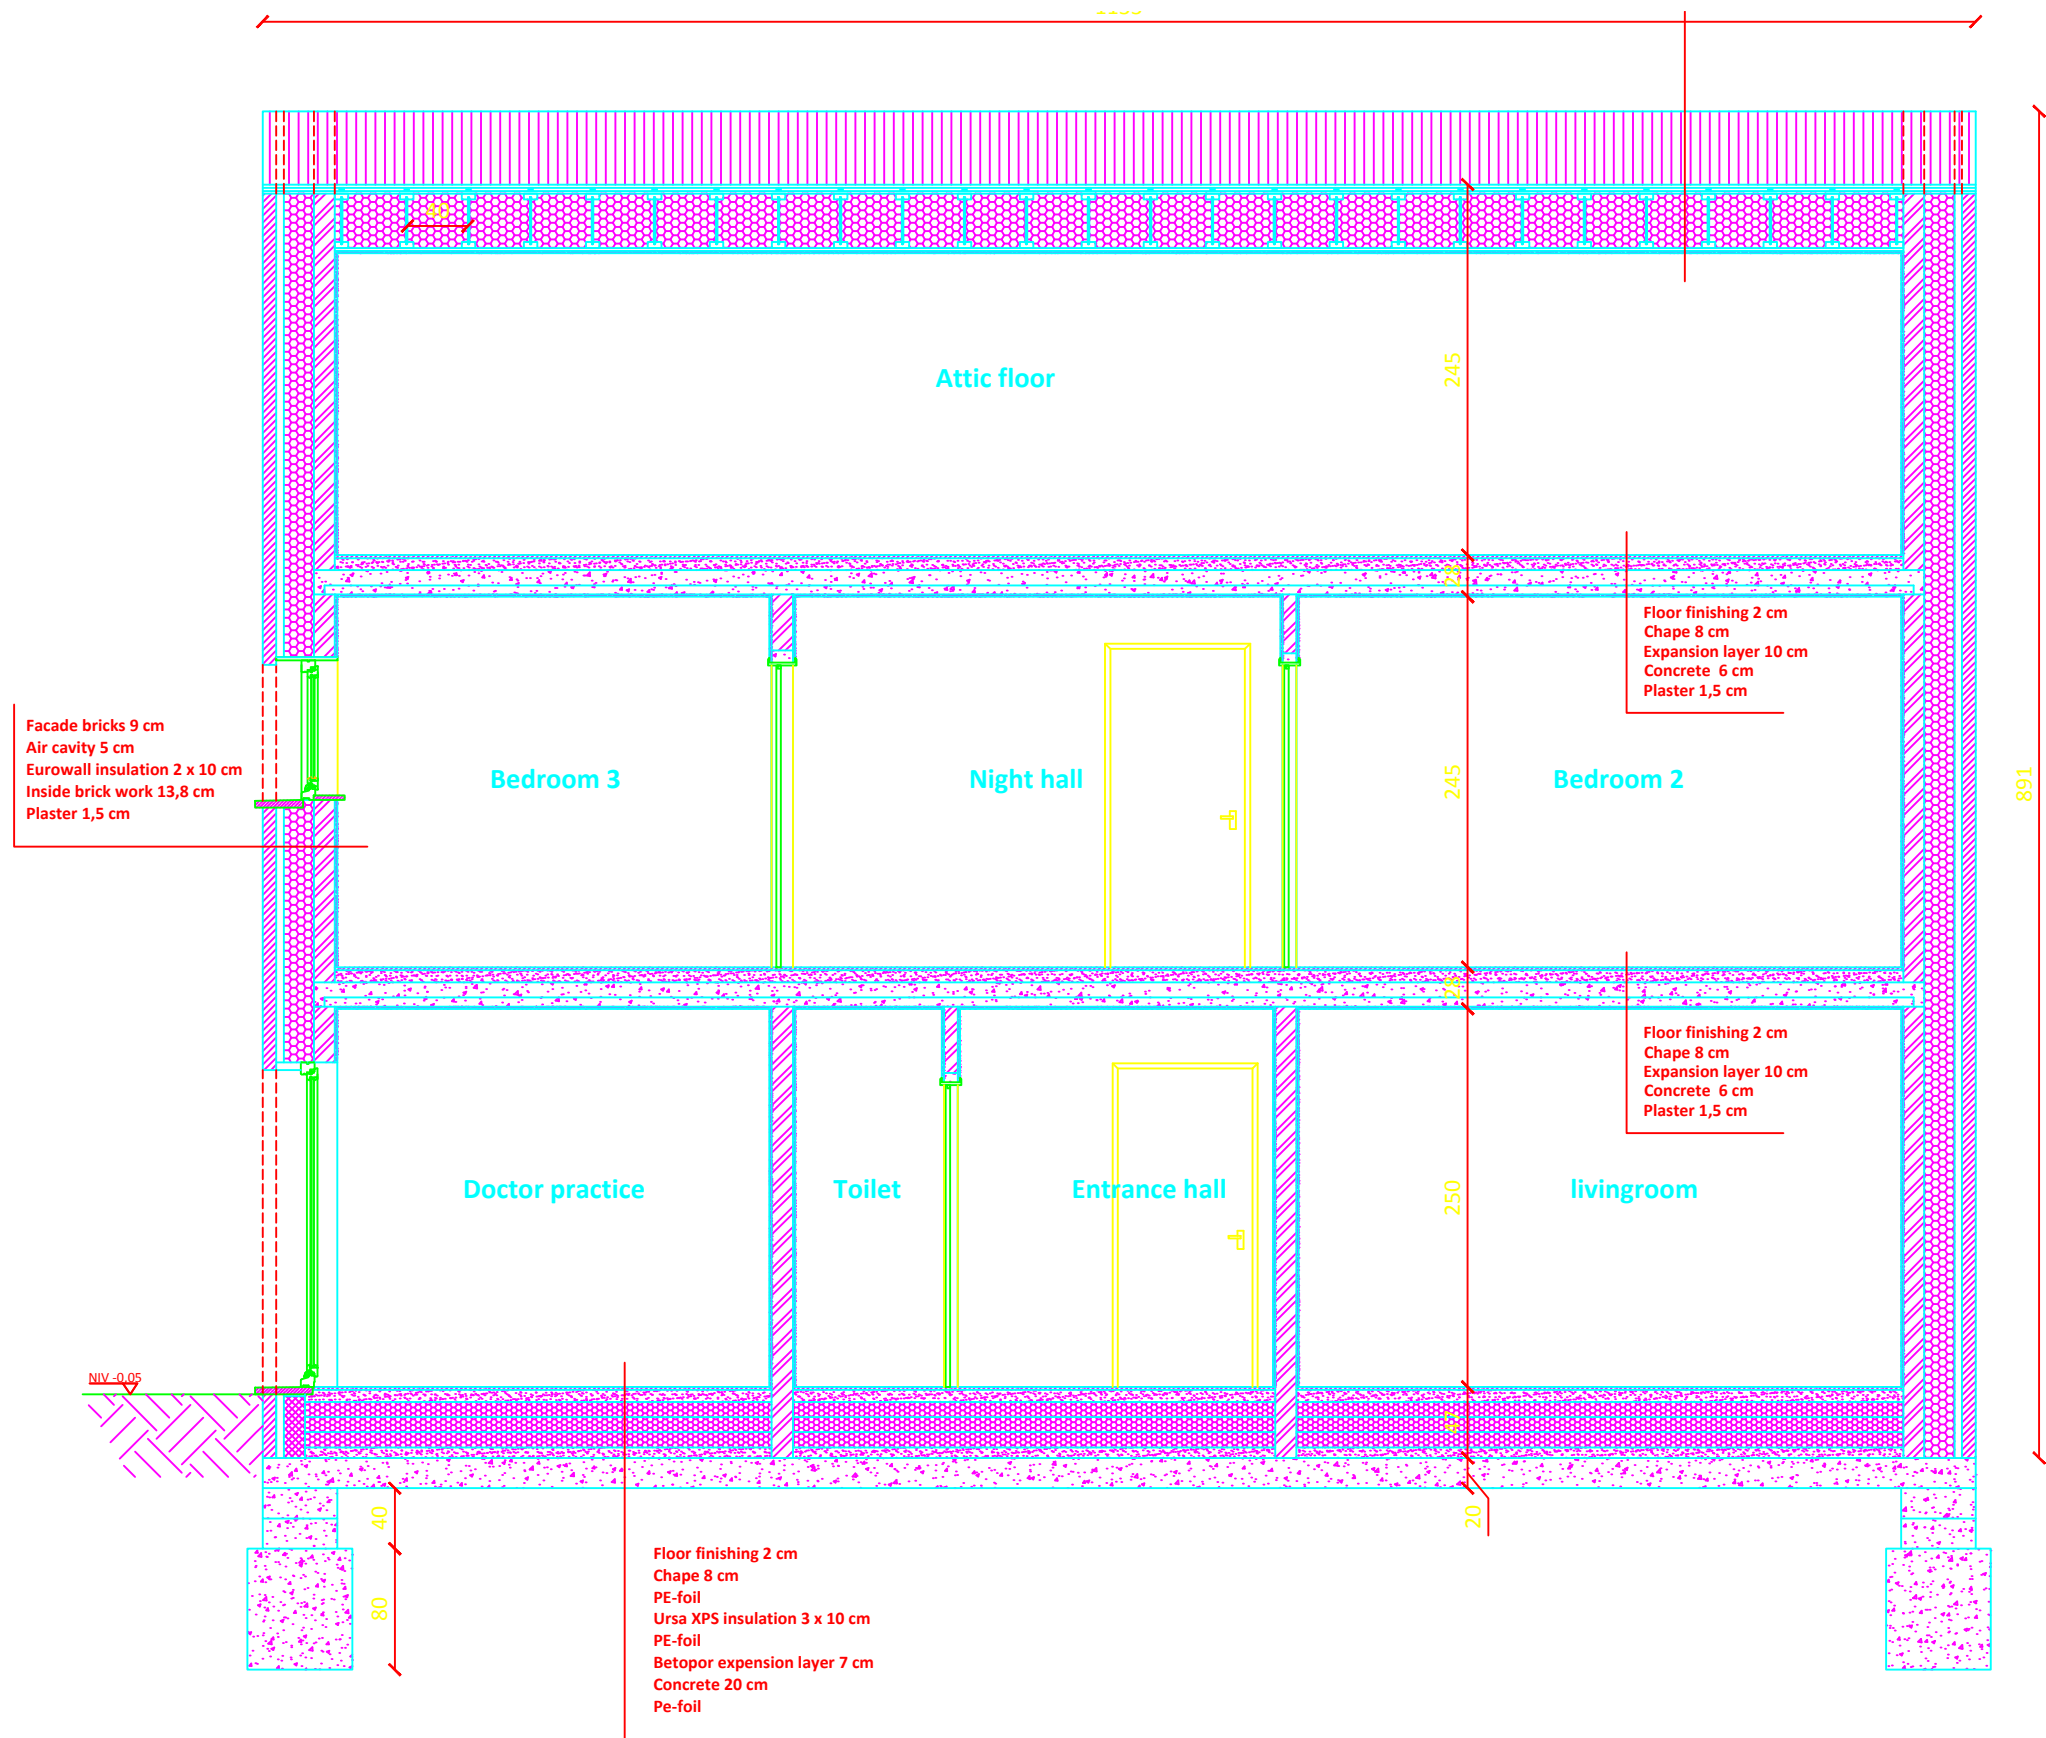 40
Attic floor
245
28
Floor finishing 2 cm
Chape 8 cm
Expansion layer 10 cm
Concrete 6 cm
Plaster 1,5 cm
Facade bricks 9 cm
Air cavity 5 cm
Eurowall insulation 2 x 10 cm
Inside brick work 13,8 cm
Plaster 1,5 cm
Bedroom 3
Night hall
245
Bedroom 2
891
28
Floor finishing 2 cm
Chape 8 cm
Expansion layer 10 cm
Concrete 6 cm
Plaster 1,5 cm
Doctor practice
Toilet
Entrance hall
250
livingroom
NIV -0.05
47
40
20
80
Floor finishing 2 cm
Chape 8 cm
PE-foil
Ursa XPS insulation 3 x 10 cm
PE-foil
Betopor expension layer 7 cm
Concrete 20 cm
Pe-foil